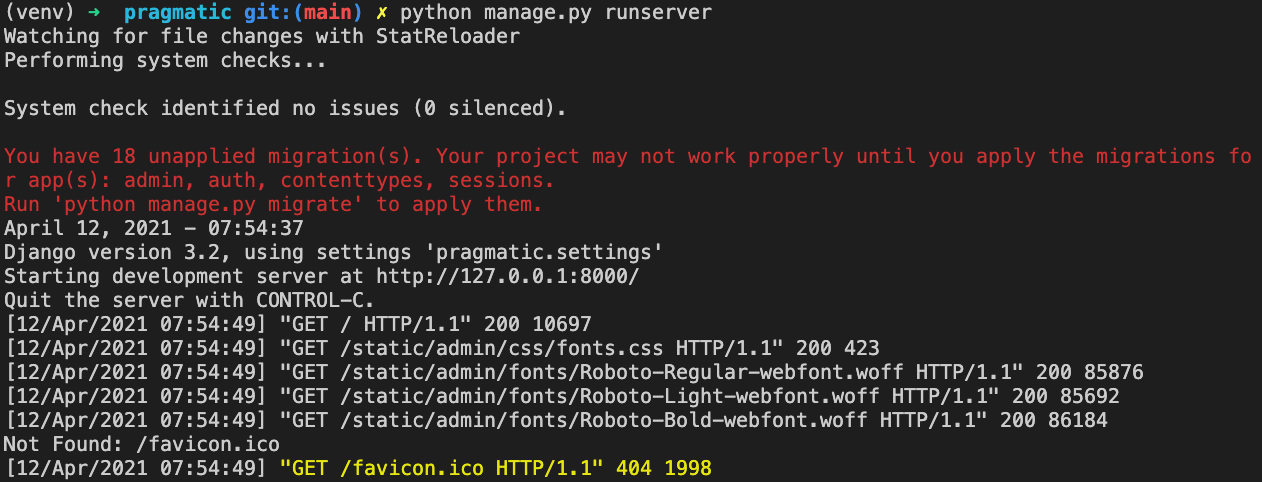 (venv) ➜  pragmatic git:(main) ✗ python manage.py runserver
Watching for file changes with StatReloader
Performing system checks...
System check identified no issues (0 silenced).
You have 18 unapplied migration(s). Your project may not work properly until you apply the migrations fo
r app(s): admin, auth, contenttypes, sessions.
Run 'python manage.py migrate' to apply them.
April 12, 2021 - 07:54:37
Django version 3.2, using settings 'pragmatic.settings'
Starting development server at http://127.0.0.1:8000/
Quit the server with CONTROL-C.
[12/Apr/2021 07:54:49] "GET / HTTP/1.1" 200 10697
[12/Apr/2021 07:54:49] "GET /static/admin/css/fonts.css HTTP/1.1" 200 423
[12/Apr/2021 07:54:49] "GET /static/admin/fonts/Roboto-Regular-webfont.woff HTTP/1.1" 200 85876
[12/Apr/2021 07:54:49] "GET /static/admin/fonts/Roboto-Light-webfont.woff HTTP/1.1" 200 85692
[12/Apr/2021 07:54:49] "GET /static/admin/fonts/Roboto-Bold-webfont.woff HTTP/1.1" 200 86184
Not Found: /favicon.ico
[12/Apr/2021 07:54:49] "GET /favicon.ico HTTP/1.1" 404 1998